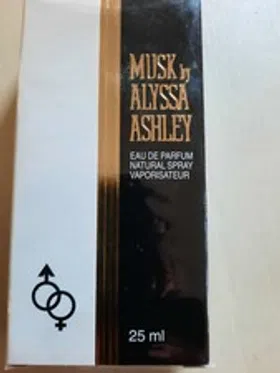 MUSK by
ALYSSA
ASHLEY
EAU DE PARFUM
NATURAL SPRAY
VAPORISATEUR
25 ml